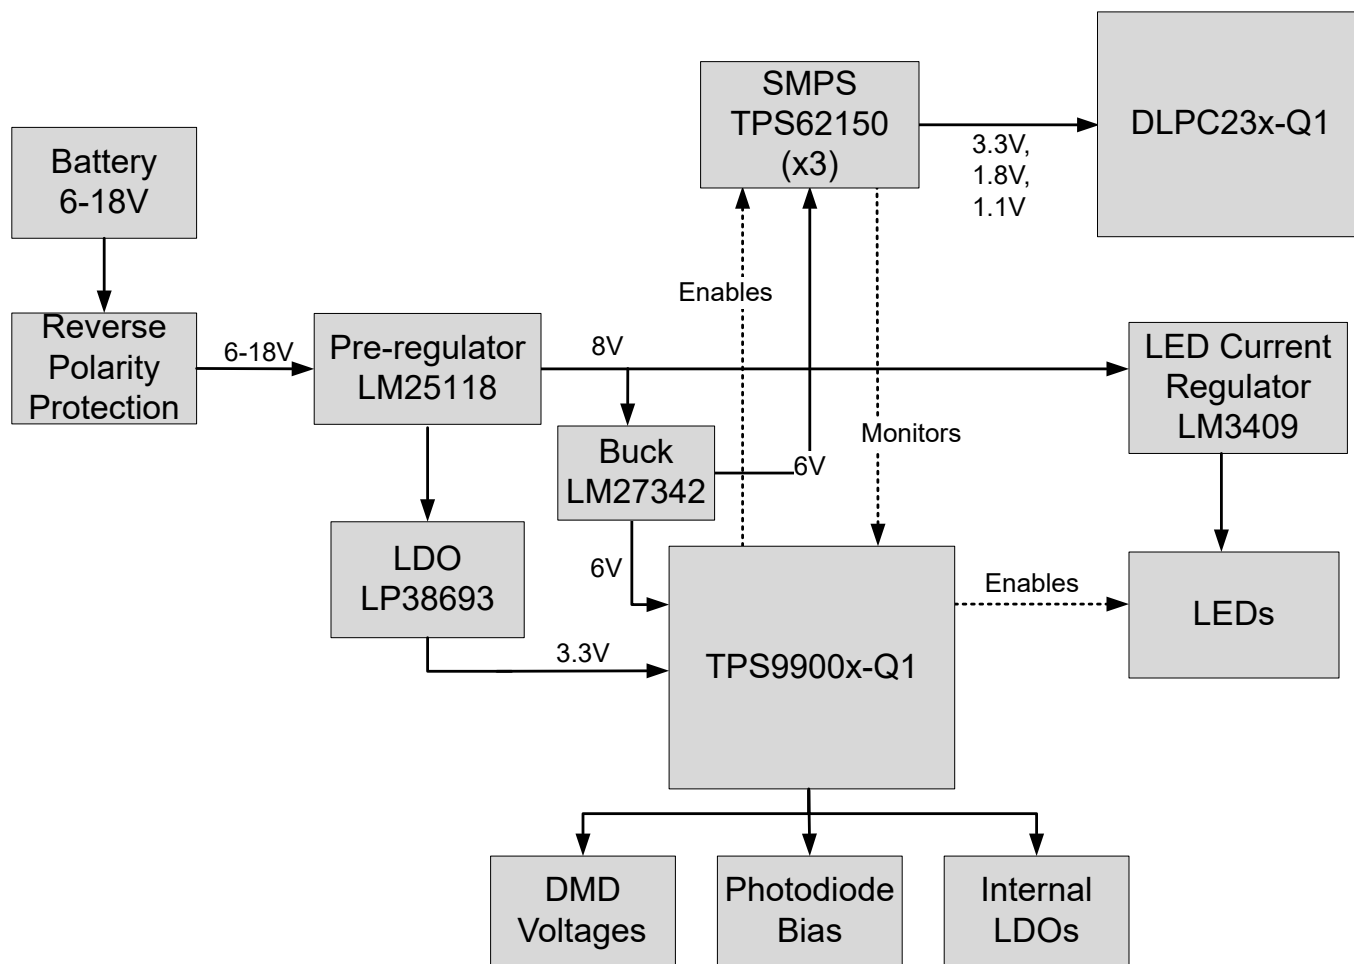 SMPS
TPS62150
(x3)
DLPC23x-Q1
3.3V,
1.8V,
1.1V
Battery
6-18V
Enables
Reverse
Polarity
Protection
6-18V
Pre-regulator
LM25118
8V
LED Current
Regulator
LM3409
Monitors
Buck
LM27342
6V
LDO
LP38693
6V
Enables
LEDs
3.3V
TPS9900x-Q1
DMD
Voltages
Photodiode
Bias
Internal
LDOs